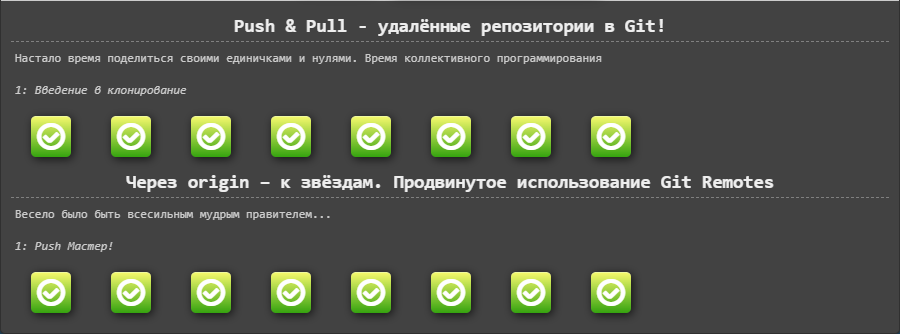 Push & Pull - удалённые репозитории в Git!
Настало время поделиться своими единичками и нулями. Время коллективного программирования
1: Введение в клонирование
Через origin – к звёздам. Продвинутое использование Git Remotes
Весело было быть всесильным мудрым правителем...
1: Push Мастер!